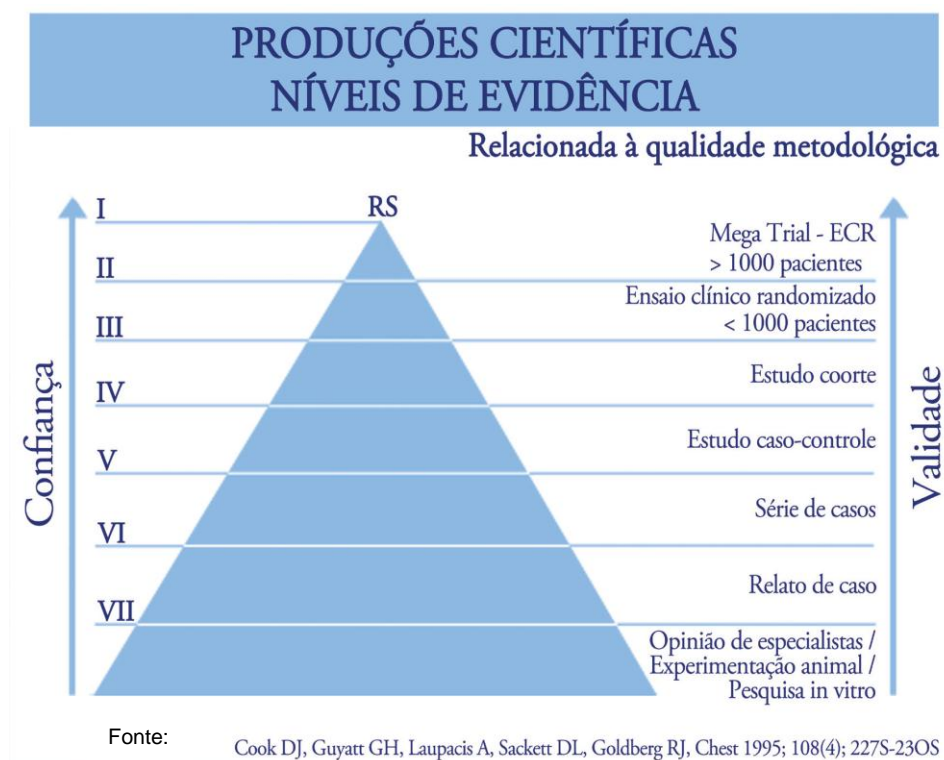 PRODUÇÕES CIENTÍFICAS
NÍVEIS DE EVIDÊNCIA
Relacionada à qualidade metodológica
I
RS
Mega Trial - ECR
> 1000 pacientes
II
Ensaio clínico randomizado
< 1000 pacientes
III
Estudo coorte
IV
Estudo caso-controle
V
Série de casos
VI
Relato de caso
VII
Opinião de especialistas /
Experimentação animal /
Pesquisa in vitro
Confiança
Validade
Fonte:
Cook DJ, Guyatt GH, Laupacis A, Sackett DL, Goldberg RJ, Chest 1995; 108(4); 227S-23OS